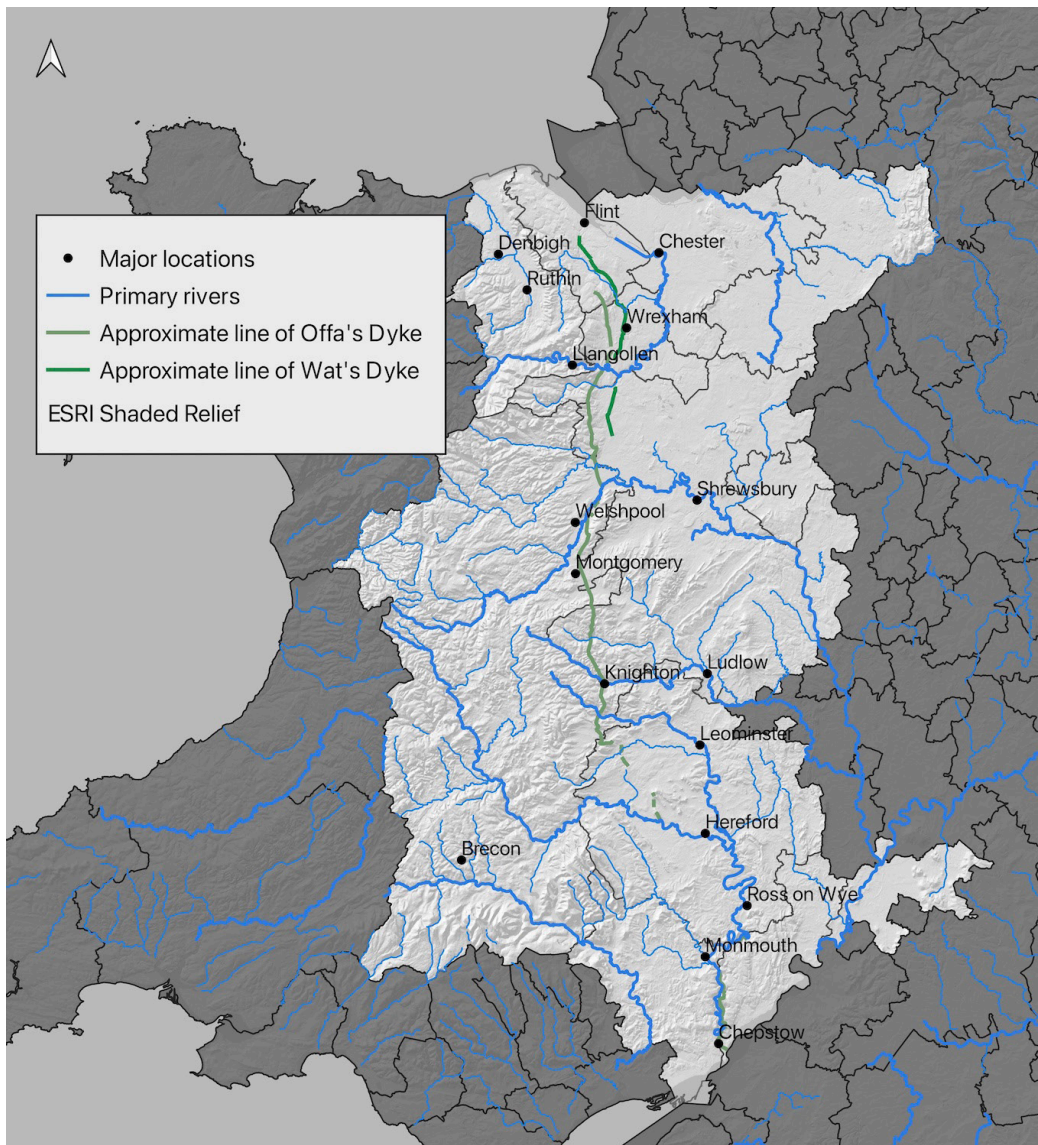 Flint
Chester
Denbigh
Ruthin
Major locations
Primary rivers
Approximate line of Offa's Dyke
Approximate line of Wat's Dyke
ESRI Shaded Relief
Wrexham
Llangollen
Shrewsbury
Welshpool
Montgomery
Knighton
Ludlow
Leominster
Hereford
Brecon
Ross on Wye
Monmouth
Chepstow